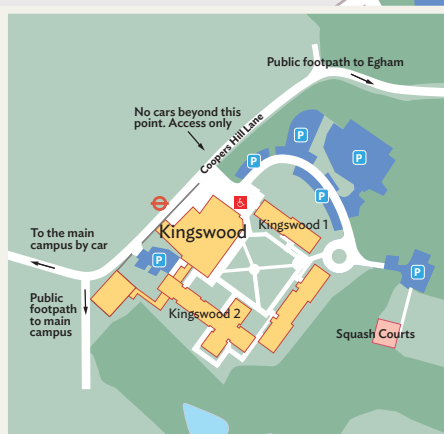 Public footpath to Egham
No cars beyond this
point. Access only
Coopers Hill Lane
P
P
P
P
Kingswood
Kingswood 1
To the main
campus by car
P
P
Public
footpath
to main
campus
Kingswood 2
Squash Courts